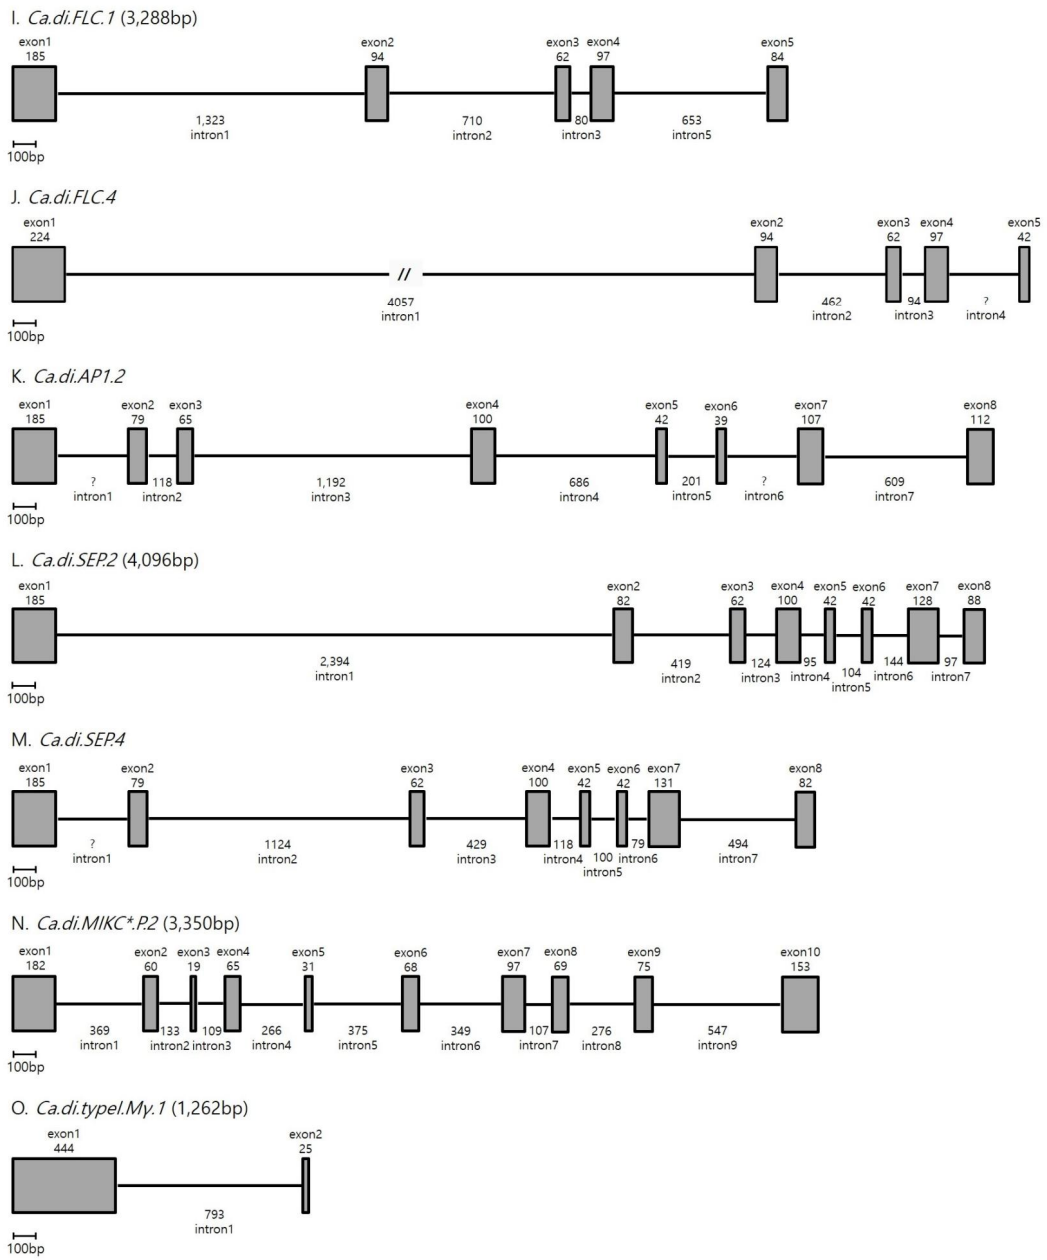 I. Ca.di.FLC.1 (3,288bp)
exon1 exon2 exon3 exon4 exon5
185 94 62 97 84
1,323 710 80 653
intron1 intron2 intron3 intron5
100bp
J. Ca.di.FLC.4
exon1 exon2 exon3 exon4 exon5
224 94 62 97 42
//
4057 462 94 ?
intron1 intron2 intron3 intron4
100bp
K. Ca.di.AP1.2
exon1 exon2 exon3 exon4 exon5 exon6 exon7 exon8
185 79 65 100 42 39 107 112
? 118 1,192 686 201 ? 609
intron1 intron2 intron3 intron4 intron5 intron6 intron7
100bp
L. Ca.di.SEP.2 (4,096bp)
exon1 exon2 exon3 exon4 exon5 exon6 exon7 exon8
185 82 62 100 42 42 128 88
2,394 419 124 95 104 144 97
intron1 intron2 intron3 intron4 intron5 intron6 intron7
100bp
M. Ca.di.SEP.4
exon1 exon2 exon3 exon4 exon5 exon6 exon7 exon8
185 79 62 100 42 42 131 82
? 1124 429 118 100 79 494
intron1 intron2 intron3 intron4 intron5 intron6 intron7
100bp
N. Ca.di.MIKC*.P.2 (3,350bp)
exon1 exon2 exon3 exon4 exon5 exon6 exon7 exon8 exon9 exon10
182 60 19 65 31 68 97 69 75 153
369 133 109 266 375 349 107 276 547
intron1 intron2 intron3 intron4 intron5 intron6 intron7 intron8 intron9
100bp
O. Ca.di.typeI.Mγ.1 (1,262bp)
exon1 exon2
444 25
793
intron1
100bp